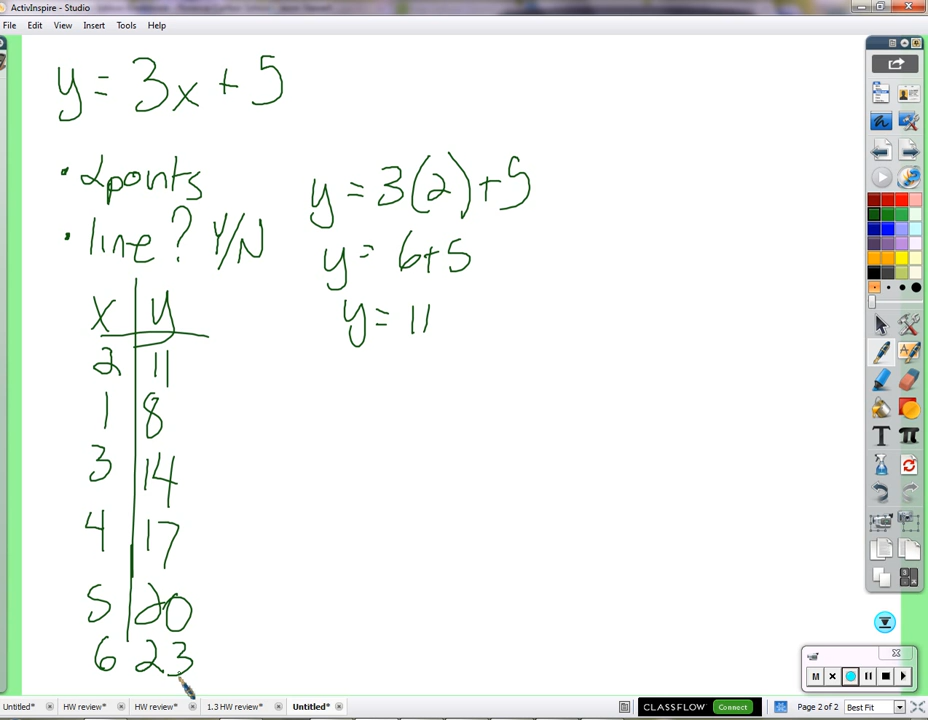 ActivInspire - Studio
File Edit View Insert Tools Help
y = 3x + 5
• 2points
• line? Y/N
y = 3(2)+5
y = 6+5
y = 11
x y
2 11
1 8
3 14
4 17
5 20
6 23
T π
M
Untitled* HW review* HW review* 1.3 HW review* Untitled*
CLASSFLOW Connect
Page 2 of 2 Best Fit